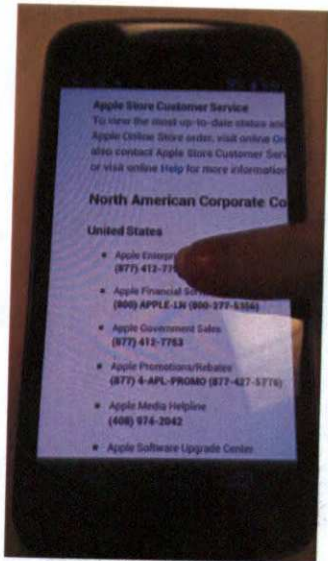 Apple Store Customer Service
To view the most up-to-date status and
Apple Online Store order, visit online
also contact Apple Store Customer
or visit online Help for more information
North American Corporate Co
United States
Apple
(877) 412-
Apple Financial
(800) APPLE-LN (800-277-5356)
Apple Government Sales
(877) 412-7753
Apple Promotions/Rebates
(877) 4-APL-PROMO (877-427-5776)
Apple Media Helpline
(408) 974-2042
Apple Software Upgrade Center